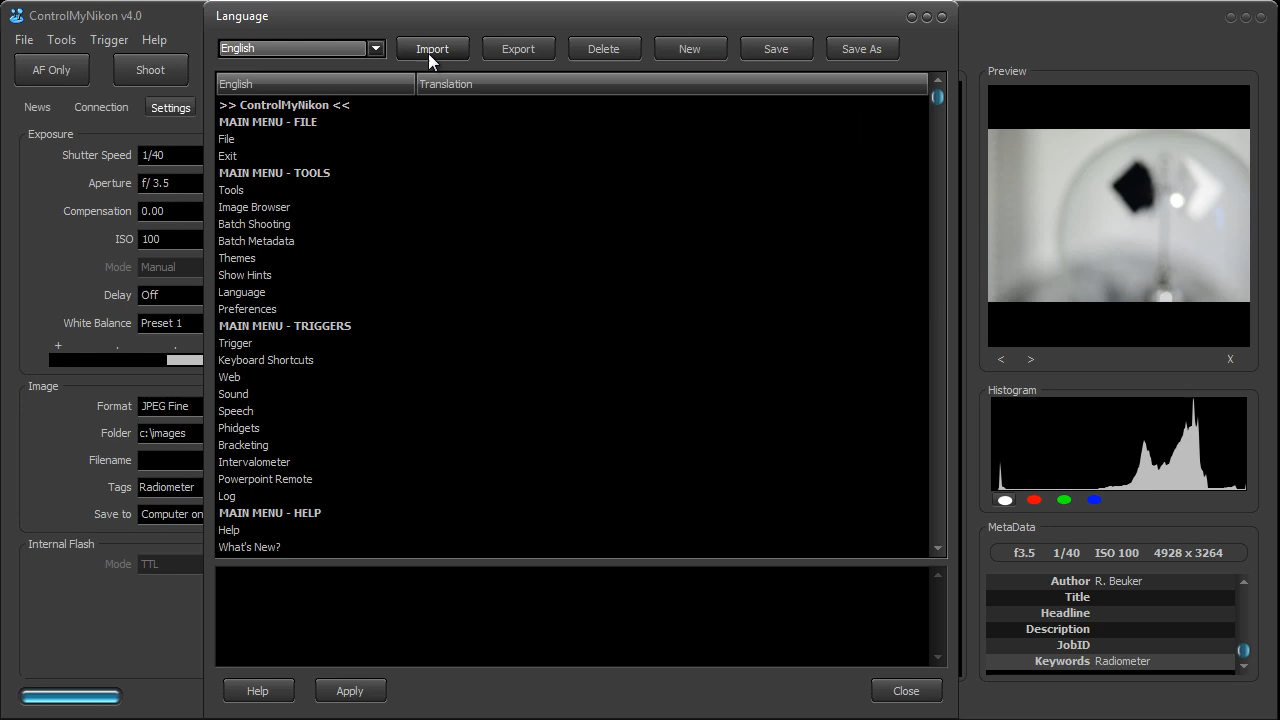 ControlMyNikon v4.0
File Tools Trigger Help
AF Only Shoot
News Connection Settings
Exposure
Shutter Speed 1/40
Aperture f/ 3.5
Compensation 0.00
ISO 100
Mode Manual
Delay Off
White Balance Preset 1
+ . .
Image
Format JPEG Fine
Folder c:\images
Filename
Tags Radiometer
Save to Computer on
Internal Flash
Mode TTL
Language
English Import Export Delete New Save Save As
English Translation
>> ControlMyNikon <<
MAIN MENU - FILE
File
Exit
MAIN MENU - TOOLS
Tools
Image Browser
Batch Shooting
Batch Metadata
Themes
Show Hints
Language
Preferences
MAIN MENU - TRIGGERS
Trigger
Keyboard Shortcuts
Web
Sound
Speech
Phidgets
Bracketing
Intervalometer
Powerpoint Remote
Log
MAIN MENU - HELP
Help
What's New?
Help Apply Close
Preview
< > X
Histogram
MetaData
f3.5 1/40 ISO 100 4928 x 3264
Author R. Beuker
Title
Headline
Description
JobID
Keywords Radiometer